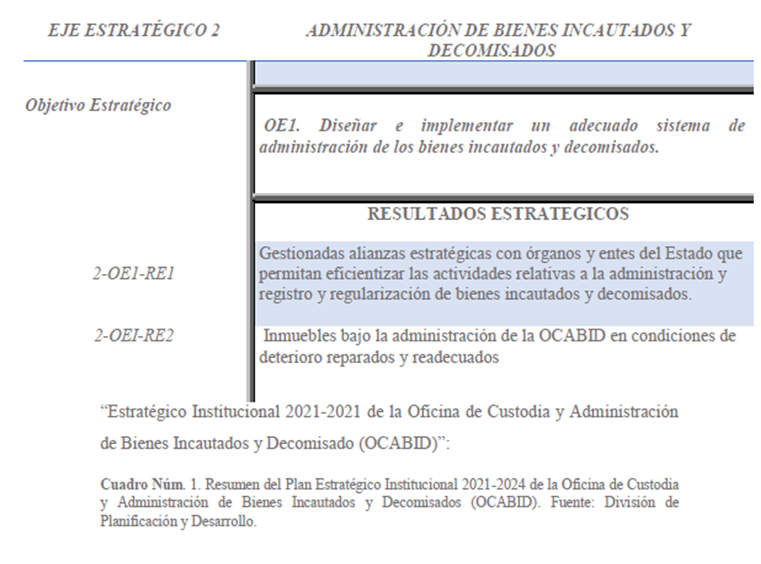 EJE ESTRATÉGICO 2
ADMINISTRACIÓN DE BIENES INCAUTADOS Y
DECOMISADOS
Objetivo Estratégico
OE1. Diseñar e implementar un adecuado sistema de
administración de los bienes incautados y decomisados.
RESULTADOS ESTRATEGICOS
2-OE1-RE1
Gestionadas alianzas estratégicas con órganos y entes del Estado que
permitan eficientizar las actividades relativas a la administración y
registro y regularización de bienes incautados y decomisados.
2-OEI-RE2
Inmuebles bajo la administración de la OCABID en condiciones de
deterioro reparados y readecuados
“Estratégico Institucional 2021-2021 de la Oficina de Custodia y Administración
de Bienes Incautados y Decomisado (OCABID)”:
Cuadro Núm. 1. Resumen del Plan Estratégico Institucional 2021-2024 de la Oficina de Custodia
y Administración de Bienes Incautados y Decomisados (OCABID). Fuente: División de
Planificación y Desarrollo.